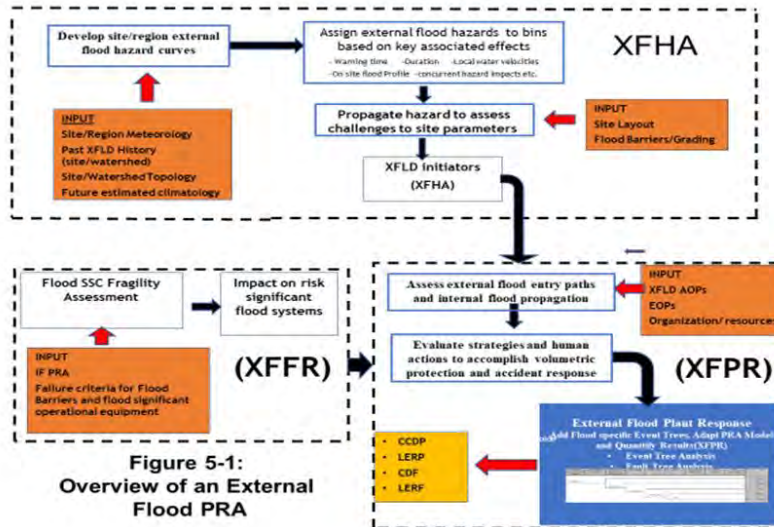 Develop site/region external
flood hazard curves
Assign external flood hazards to bins
based on key associated effects
- Warning time -Duration -Local water velocities
-On site flood Profile -concurrent hazard impacts etc.
XFHA
INPUT
Site/Region Meteorology
Past XFLD History
(site/watershed)
Site/Watershed Topology
Future estimated climatology
Propagate hazard to assess
challenges to site parameters
INPUT
Site Layout
Flood Barriers/Grading
XFLD initiators
(XFHA)
Flood SSC Fragility
Assessment
Impact on risk
significant
flood systems
INPUT
IF PRA
Failure criteria for Flood
Barriers and flood significant
operational equipment
(XFFR)
Assess external flood entry paths
and internal flood propagation
INPUT
XFLD AOPs
EOPs
Organization/resources
Evaluate strategies and human
actions to accomplish volumetric
protection and accident response
(XFPR)
External Flood Plant Response
Add Flood specific Event Trees, Adapt PRA Model
and Quantify Results(XFPR)
• Event Tree Analysis
• Fault Tree Analysis
• CCDP
• LERP
• CDF
• LERF
Figure 5-1:
Overview of an External
Flood PRA